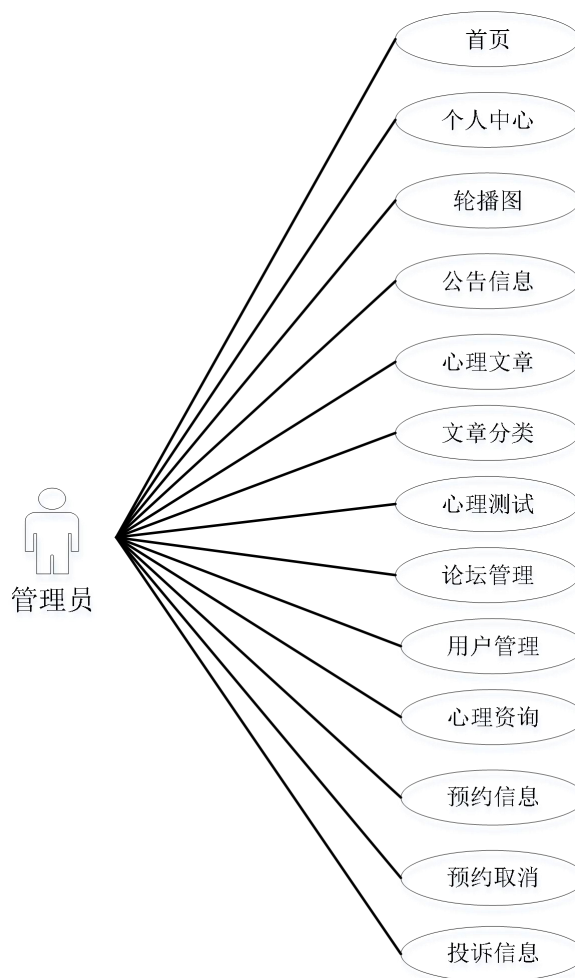 首页
个人中心
轮播图
公告信息
心理文章
文章分类
心理测试
论坛管理
管理员
用户管理
心理资询
预约信息
预约取消
投诉信息